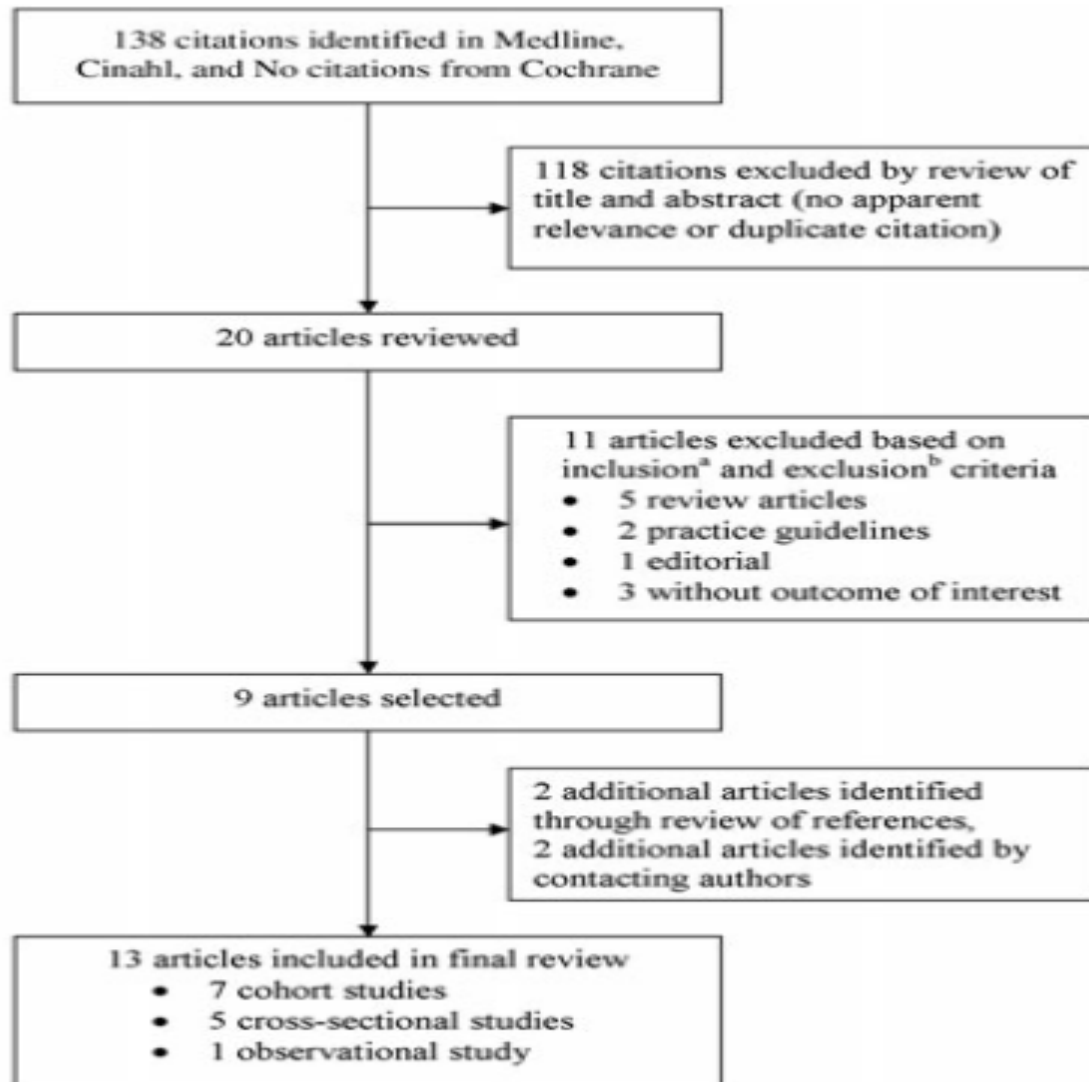 138 citations identified in Medline,
Cinahl, and No citations from Cochrane
118 citations excluded by review of
title and abstract (no apparent
relevance or duplicate citation)
20 articles reviewed
11 articles excluded based on
inclusionᵃ and exclusionᵇ criteria
• 5 review articles
• 2 practice guidelines
• 1 editorial
• 3 without outcome of interest
9 articles selected
2 additional articles identified
through review of references,
2 additional articles identified by
contacting authors
13 articles included in final review
• 7 cohort studies
• 5 cross-sectional studies
• 1 observational study